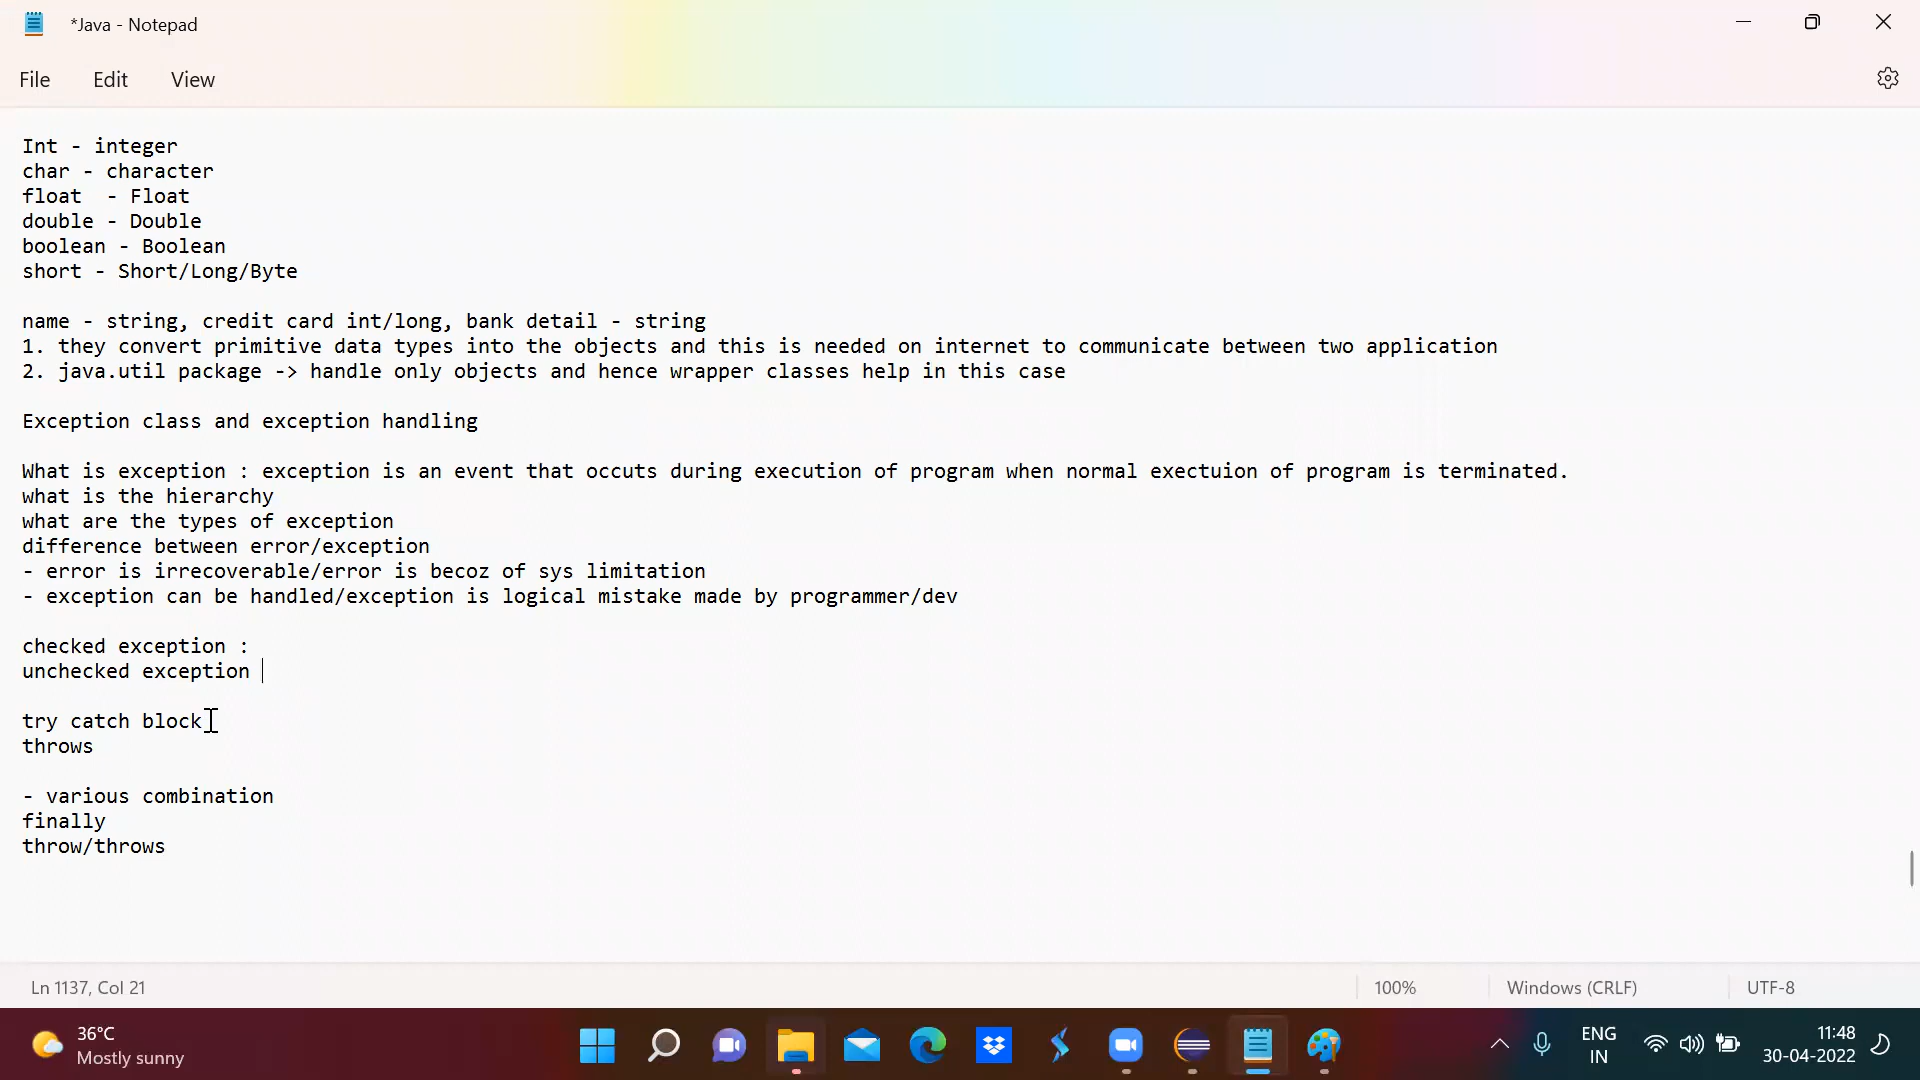 *Java - Notepad
File Edit View
Int - integer
char - character
float  - Float
double - Double
boolean - Boolean
short - Short/Long/Byte
name - string, credit card int/long, bank detail - string
1. they convert primitive data types into the objects and this is needed on internet to communicate between two application
2. java.util package -> handle only objects and hence wrapper classes help in this case
Exception class and exception handling
What is exception : exception is an event that occuts during execution of program when normal exectuion of program is terminated.
what is the hierarchy
what are the types of exception
difference between error/exception
- error is irrecoverable/error is becoz of sys limitation
- exception can be handled/exception is logical mistake made by programmer/dev
checked exception :
unchecked exception
try catch block
throws
- various combination
finally
throw/throws
Ln 1137, Col 21 100% Windows (CRLF) UTF-8
36°C
Mostly sunny
ENG
IN
11:48
30-04-2022